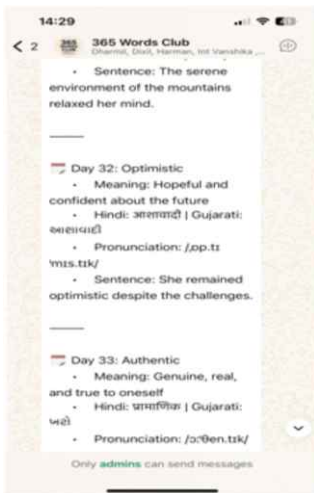 14:29
2
365 Words Club
Dharmil, Dixil, Harman, Int Vanshika ,...
• Sentence: The serene
environment of the mountains
relaxed her mind.
Day 32: Optimistic
• Meaning: Hopeful and
confident about the future
• Hindi: आशावादी | Gujarati:
આશાવાદી
• Pronunciation: /ˌɒp.tɪ
ˈmɪs.tɪk/
• Sentence: She remained
optimistic despite the challenges.
Day 33: Authentic
• Meaning: Genuine, real,
and true to oneself
• Hindi: प्रामाणिक | Gujarati:
ખરો
• Pronunciation: /ɔːˈθen.tɪk/
Only admins can send messages